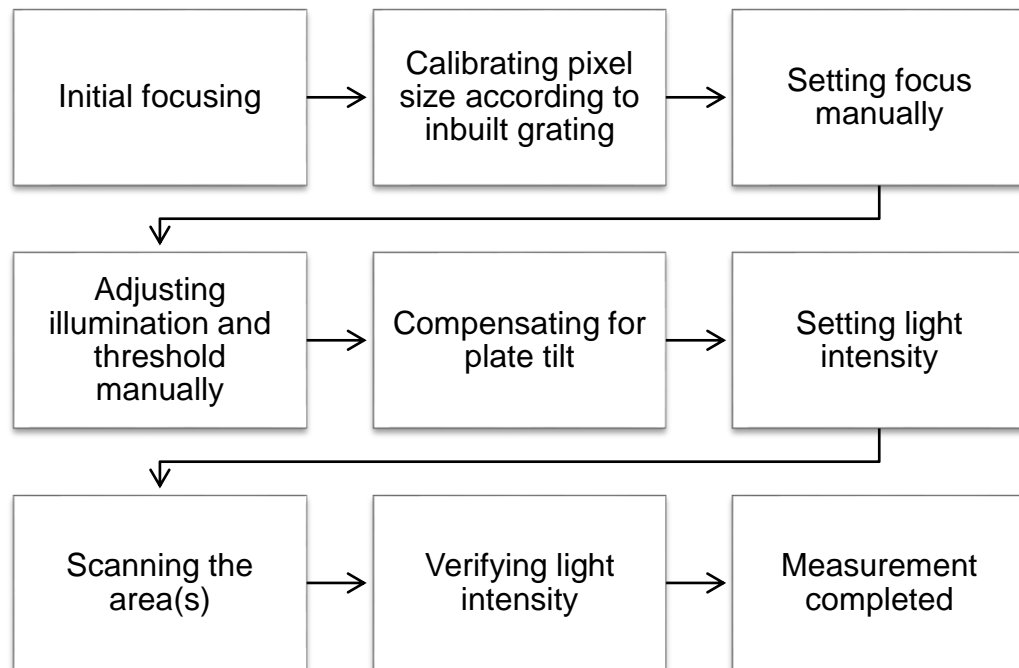 Initial focusing
Calibrating pixel
size according to
inbuilt grating
Setting focus
manually
Adjusting
illumination and
threshold
manually
Compensating for
plate tilt
Setting light
intensity
Scanning the
area(s)
Verifying light
intensity
Measurement
completed